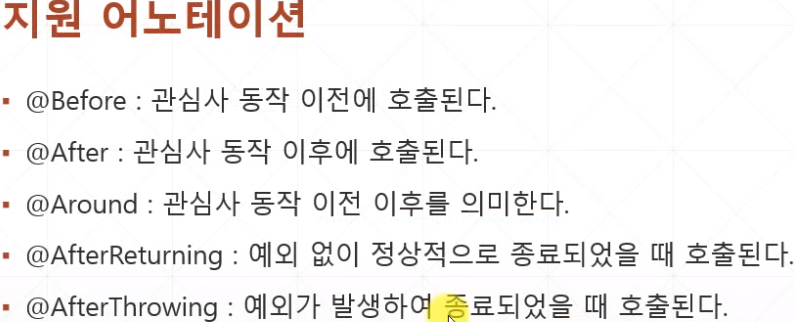 지원 어노테이션
▪ @Before : 관심사 동작 이전에 호출된다.
▪ @After : 관심사 동작 이후에 호출된다.
▪ @Around : 관심사 동작 이전 이후를 의미한다.
▪ @AfterReturning : 예외 없이 정상적으로 종료되었을 때 호출된다.
▪ @AfterThrowing : 예외가 발생하여 종료되었을 때 호출된다.